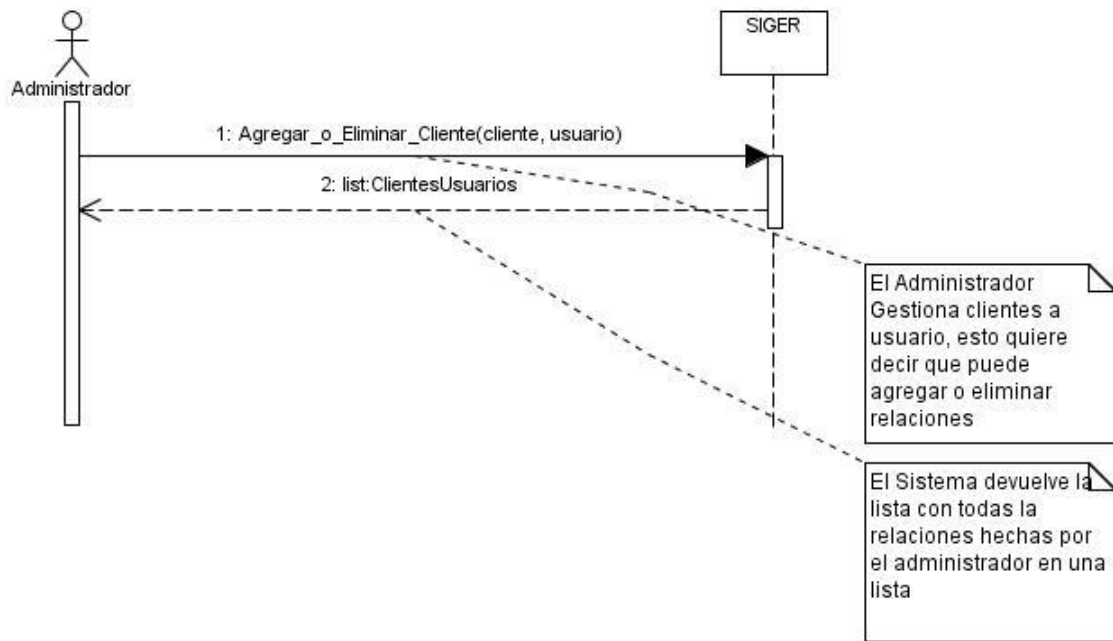 SIGER
Administrador
1: Agregar_o_Eliminar_Cliente(cliente, usuario)
2: list:ClientesUsuarios
El Administrador
Gestiona clientes a
usuario, esto quiere
decir que puede
agregar o eliminar
relaciones
El Sistema devuelve la
lista con todas la
relaciones hechas por
el administrador en una
lista